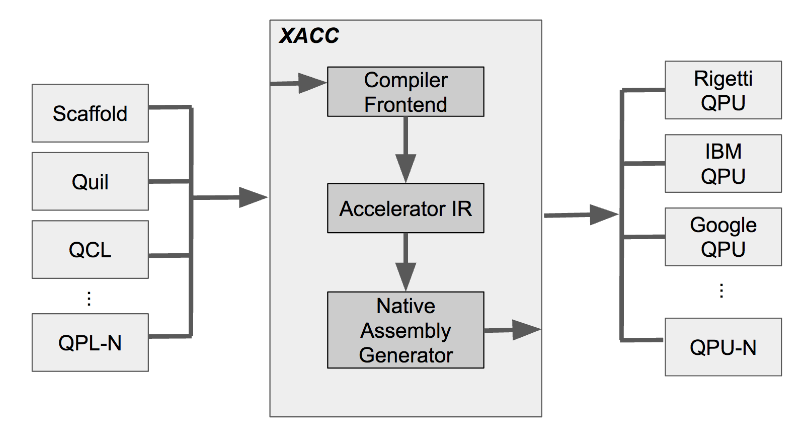 XACC
Scaffold
Quil
QCL
⋮
QPL-N
Compiler
Frontend
Accelerator IR
Native
Assembly
Generator
Rigetti
QPU
IBM
QPU
Google
QPU
⋮
QPU-N